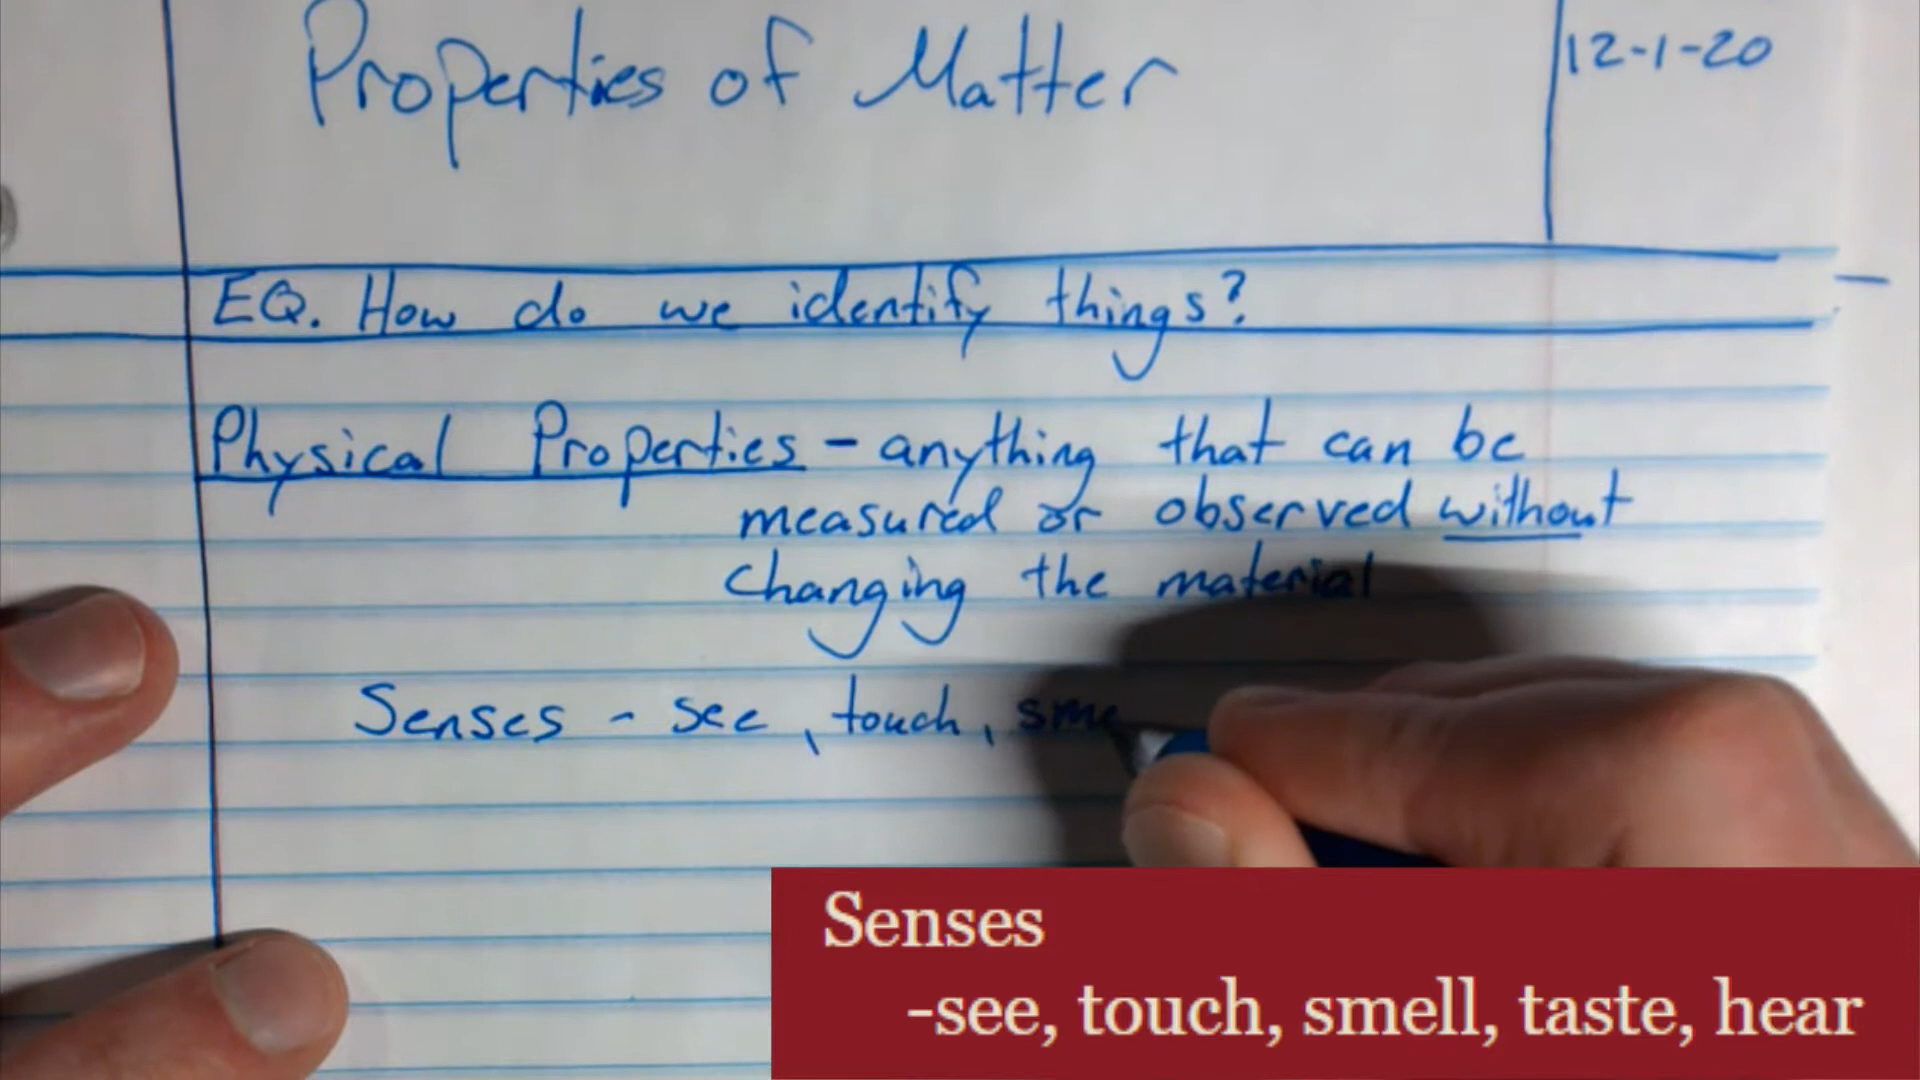 Properties of Matter
12-1-20
EQ. How do we identify things?
Physical Properties - anything that can be
measured or observed without
changing the material
Senses - see, touch, sme
Senses
-see, touch, smell, taste, hear